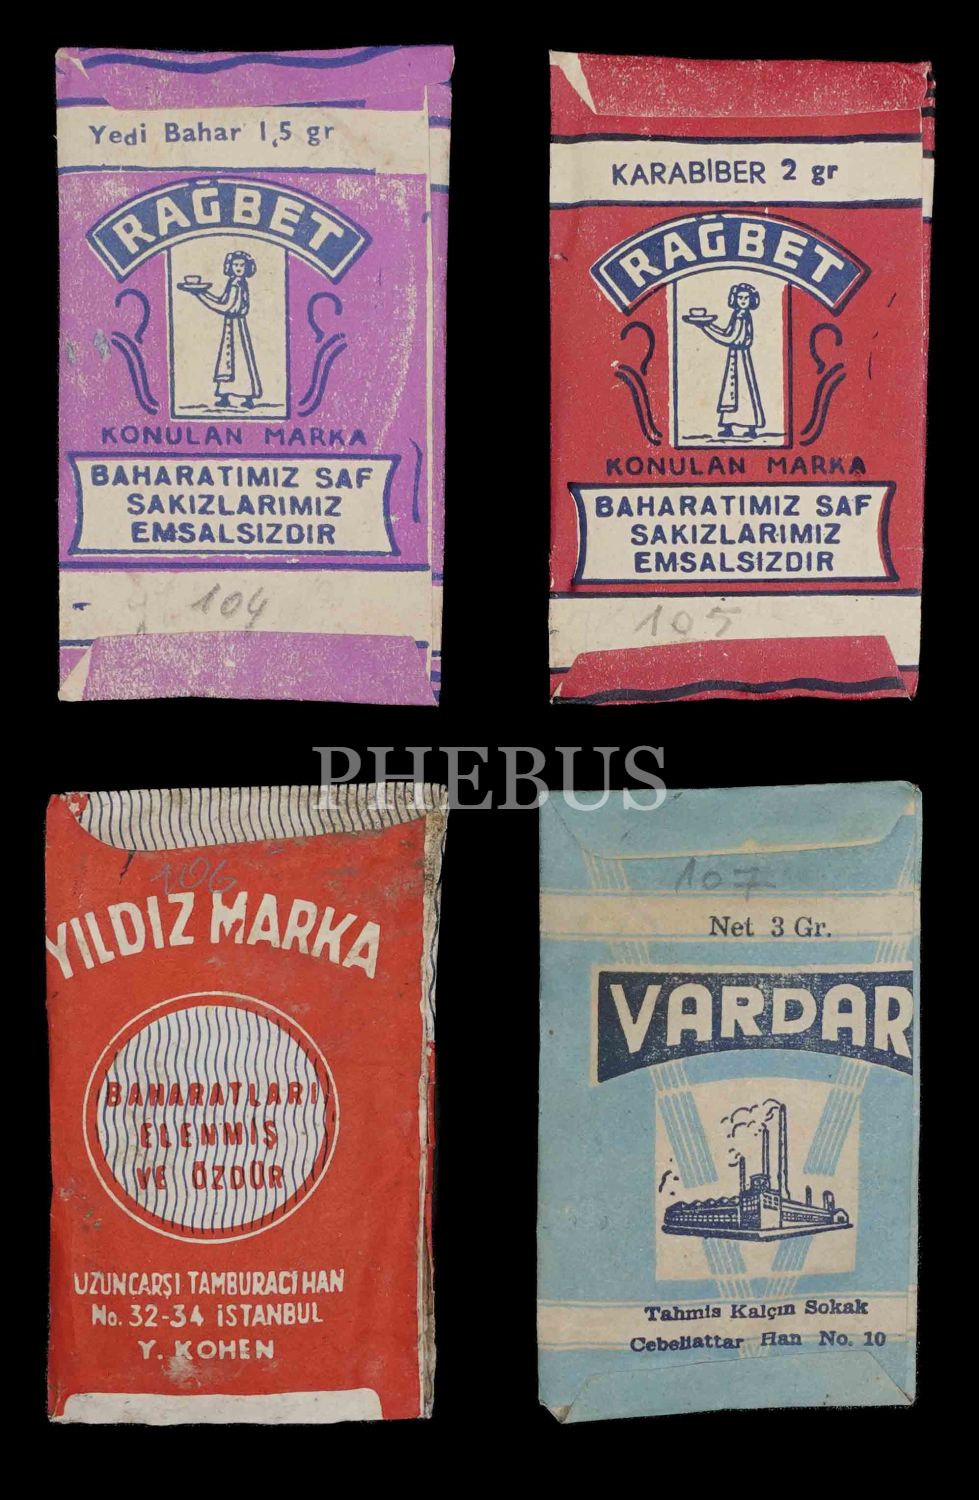 Yedi Bahar 1,5 gr
RAĞBET
KONULAN MARKA
BAHARATIMIZ SAF
SAKIZLARIMIZ
EMSALSIZDIR
104
KARABİBER 2 gr
RAĞBET
KONULAN MARKA
BAHARATIMIZ SAF
SAKIZLARIMIZ
EMSALSIZDIR
105
PHEBUS
106
YILDIZ MARKA
BAHARATLARI
ELENMİŞ
VE ÖZDÜR
UZUNCARŞI TAMBURACİ HAN
No. 32-34 İSTANBUL
Y. KOHEN
107
Net 3 Gr.
VARDAR
Tahmis Kalçın Sokak
Cebellattar Han No. 10